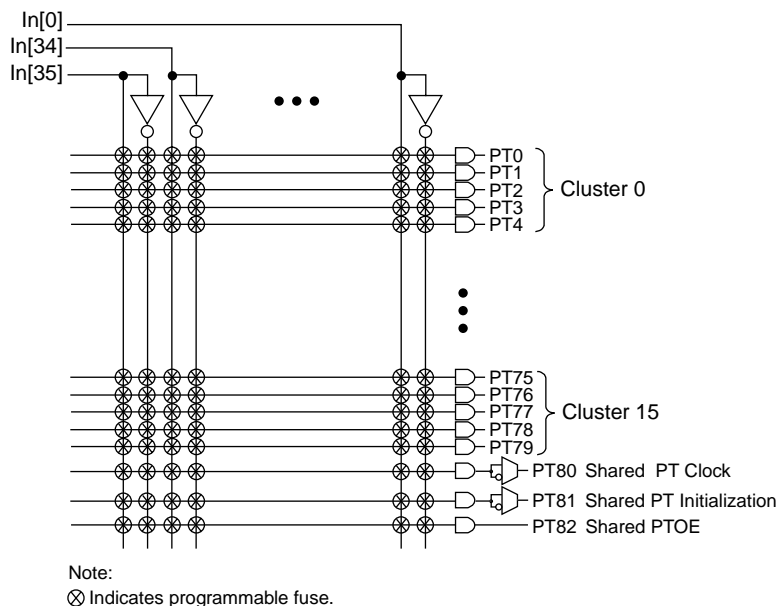 In[0]
In[34]
In[35]
PT0
PT1
PT2
PT3
PT4
Cluster 0
PT75
PT76
PT77
PT78
PT79
Cluster 15
PT80 Shared PT Clock
PT81 Shared PT Initialization
PT82 Shared PTOE
Note:
Indicates programmable fuse.